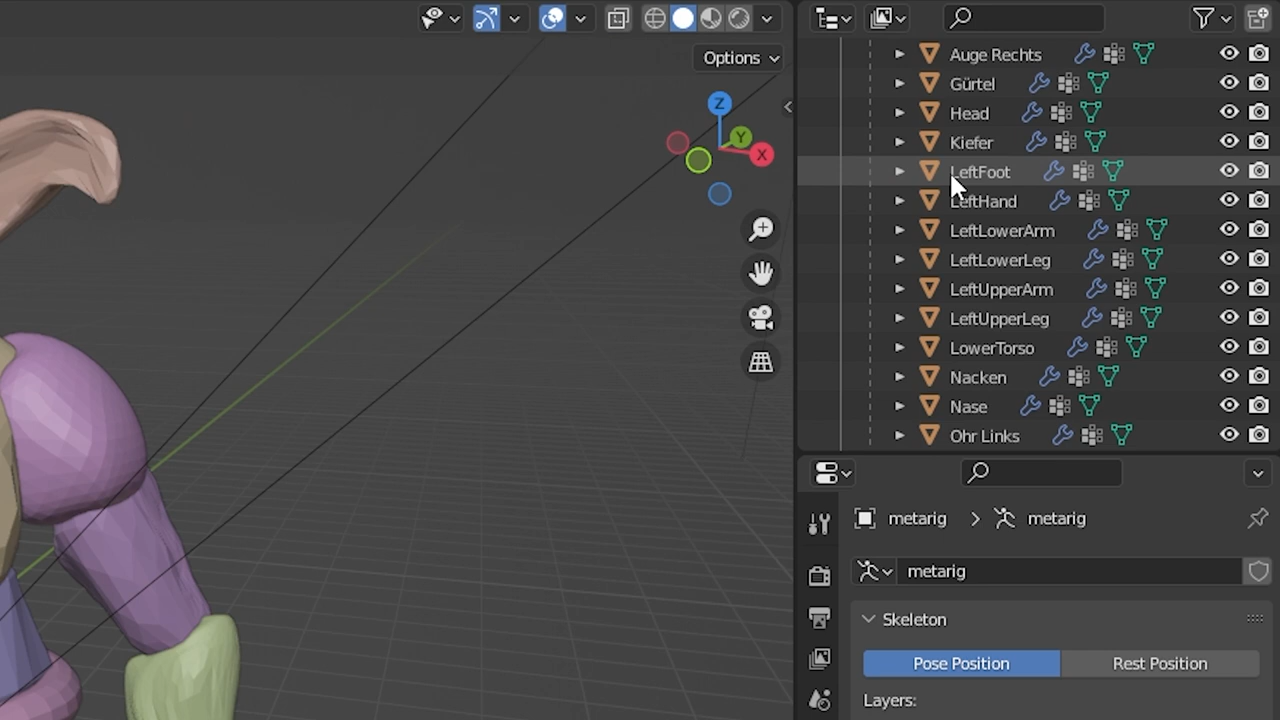 Options
Z
Y
X
Auge Rechts
Gürtel
Head
Kiefer
LeftFoot
LeftHand
LeftLowerArm
LeftLowerLeg
LeftUpperArm
LeftUpperLeg
LowerTorso
Nacken
Nase
Ohr Links
metarig > metarig
metarig
Skeleton
Pose Position Rest Position
Layers: